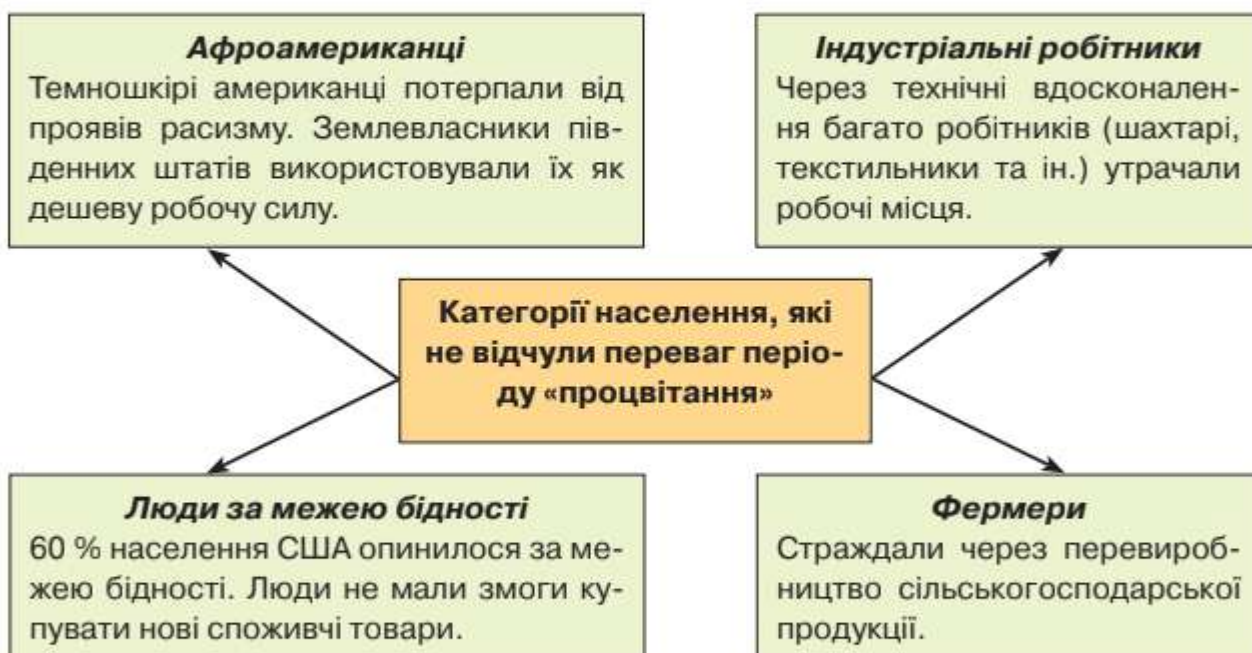 Афроамериканці
Темношкірі американці потерпали від
проявів расизму. Землевласники пів-
денних штатів використовували їх як
дешеву робочу силу.
Індустріальні робітники
Через технічні вдосконален-
ня багато робітників (шахтарі,
текстильники та ін.) утрачали
робочі місця.
Категорії населення, які
не відчули переваг періо-
ду «процвітання»
Люди за межею бідності
60 % населення США опинилося за ме-
жею бідності. Люди не мали змоги ку-
пувати нові споживчі товари.
Фермери
Страждали через перевироб-
ництво сільськогосподарської
продукції.